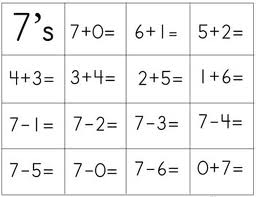 7's 7+0= 6+1= 5+2=
4+3= 3+4= 2+5= 1+6=
7-1= 7-2= 7-3= 7-4=
7-5= 7-0= 7-6= 0+7=